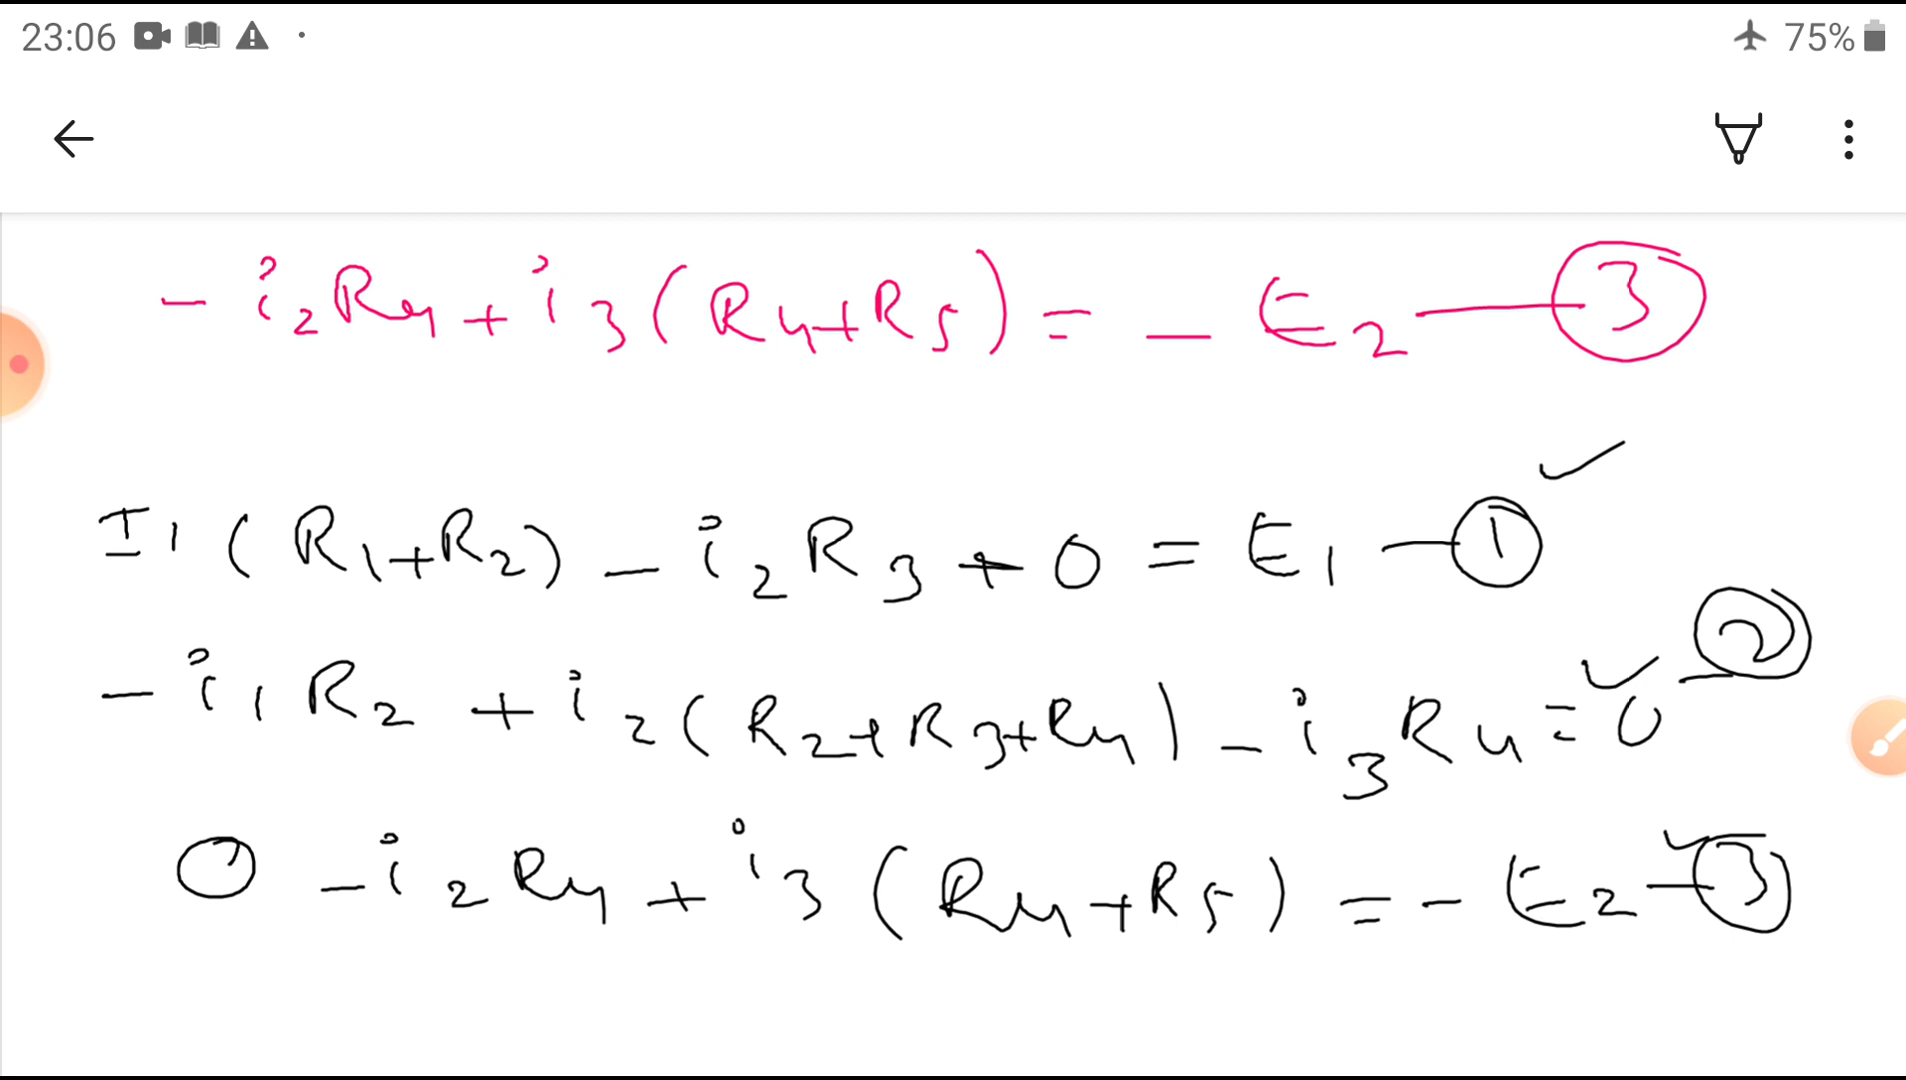 23:06 75%
- i₂R₄ + i₃(R₄+R₅) = - E₂ — ③
I₁(R₁+R₂) - i₂R₃ + 0 = E₁ — ①
- i₁R₂ + i₂(R₂+R₃+R₄) - i₃R₄ = 0 — ②
0 - i₂R₄ + i₃(R₄+R₅) = - E₂ — ③